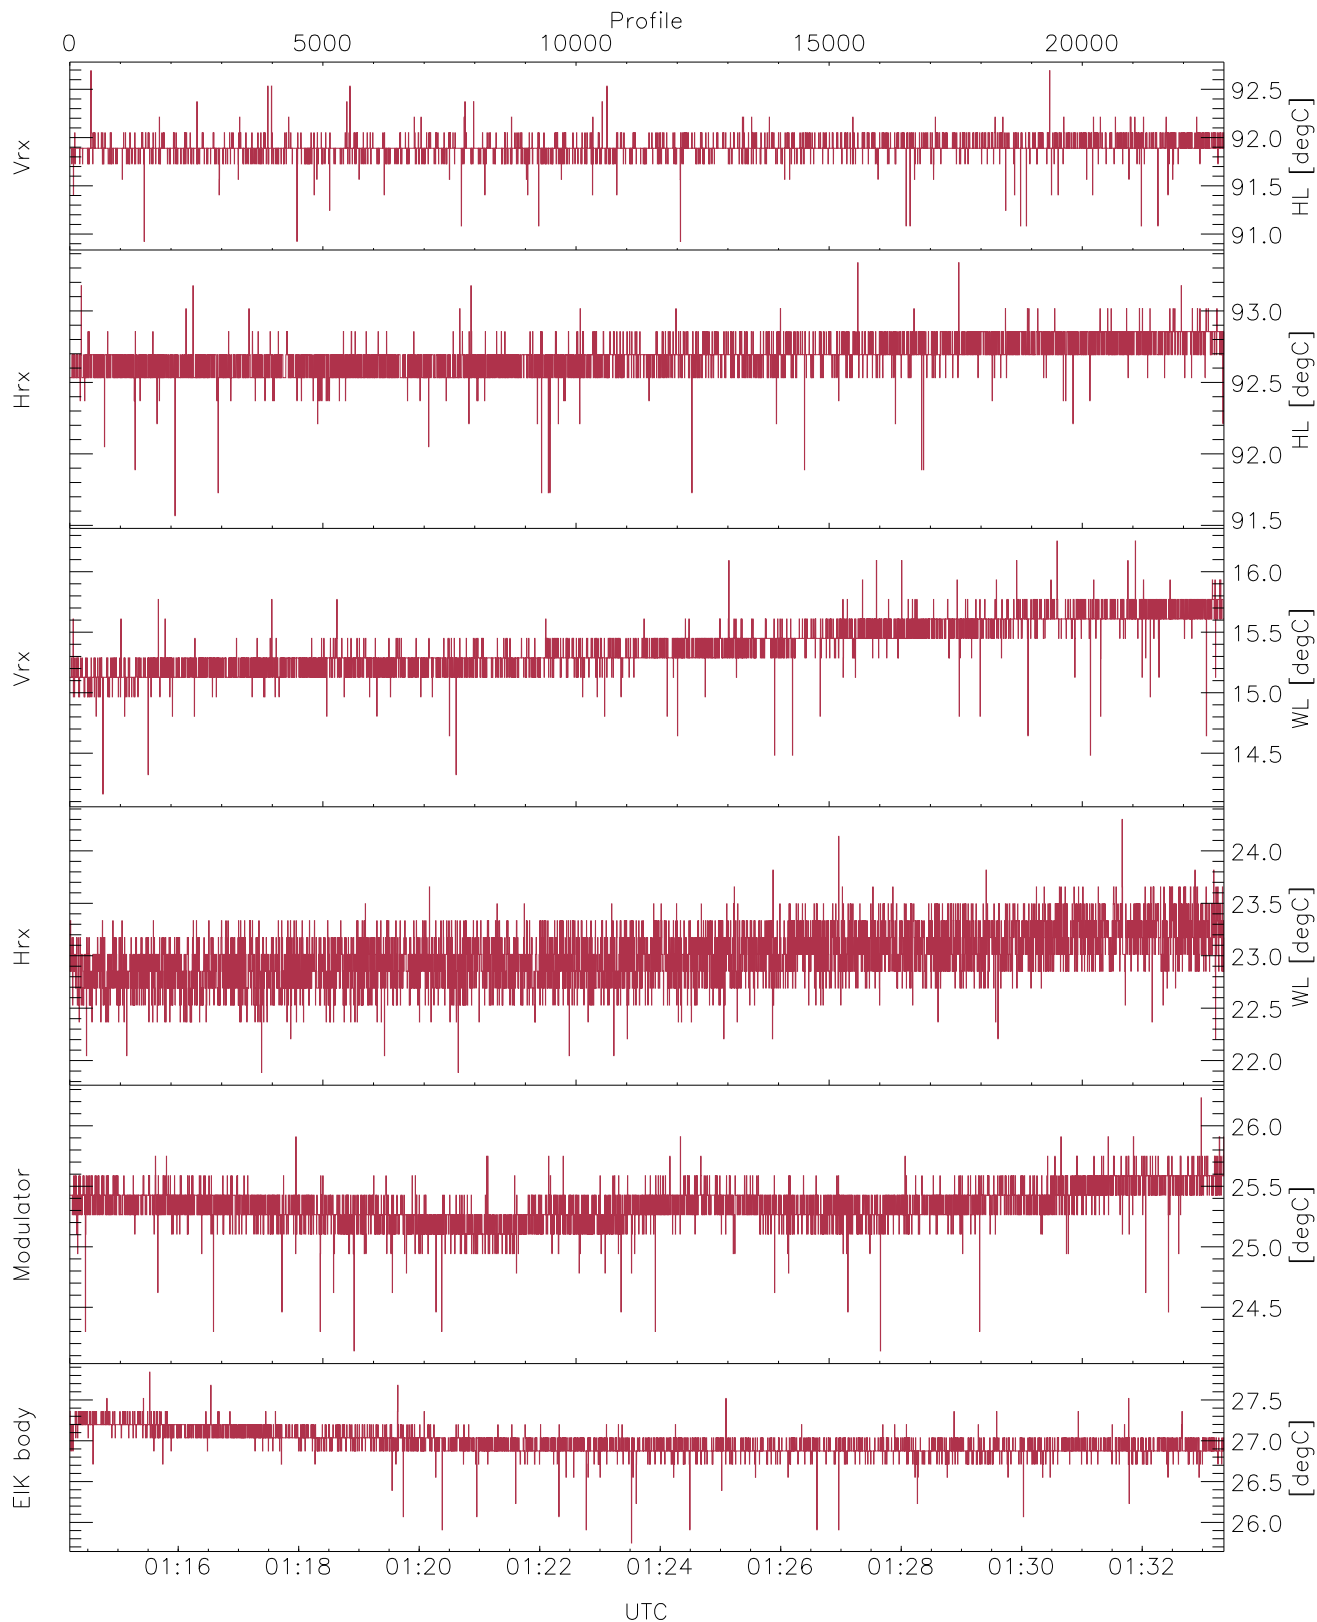 Profile
0 5000 10000 15000 20000
Vrx
92.5
92.0
91.5
91.0
HL [degC]
Hrx
93.0
92.5
92.0
91.5
HL [degC]
Vrx
16.0
15.5
15.0
14.5
WL [degC]
Hrx
24.0
23.5
23.0
22.5
22.0
WL [degC]
Modulator
26.0
25.5
25.0
24.5
[degC]
EIK body
27.5
27.0
26.5
26.0
[degC]
01:16 01:18 01:20 01:22 01:24 01:26 01:28 01:30 01:32
UTC